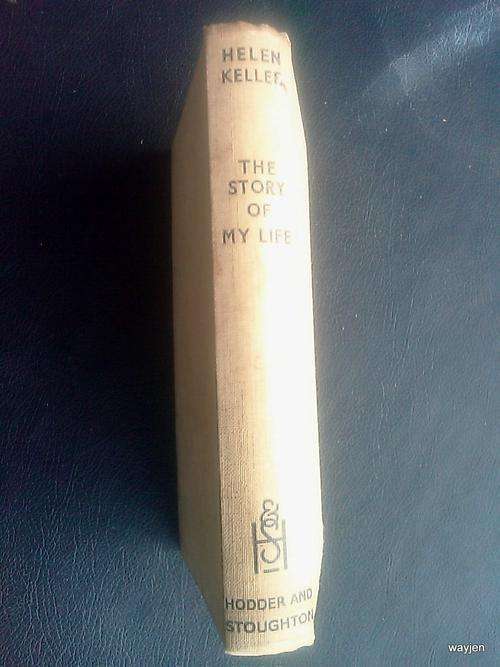 HELEN
KELLER
THE
STORY
OF
MY LIFE
HODDER AND
STOUGHTON
wayjen